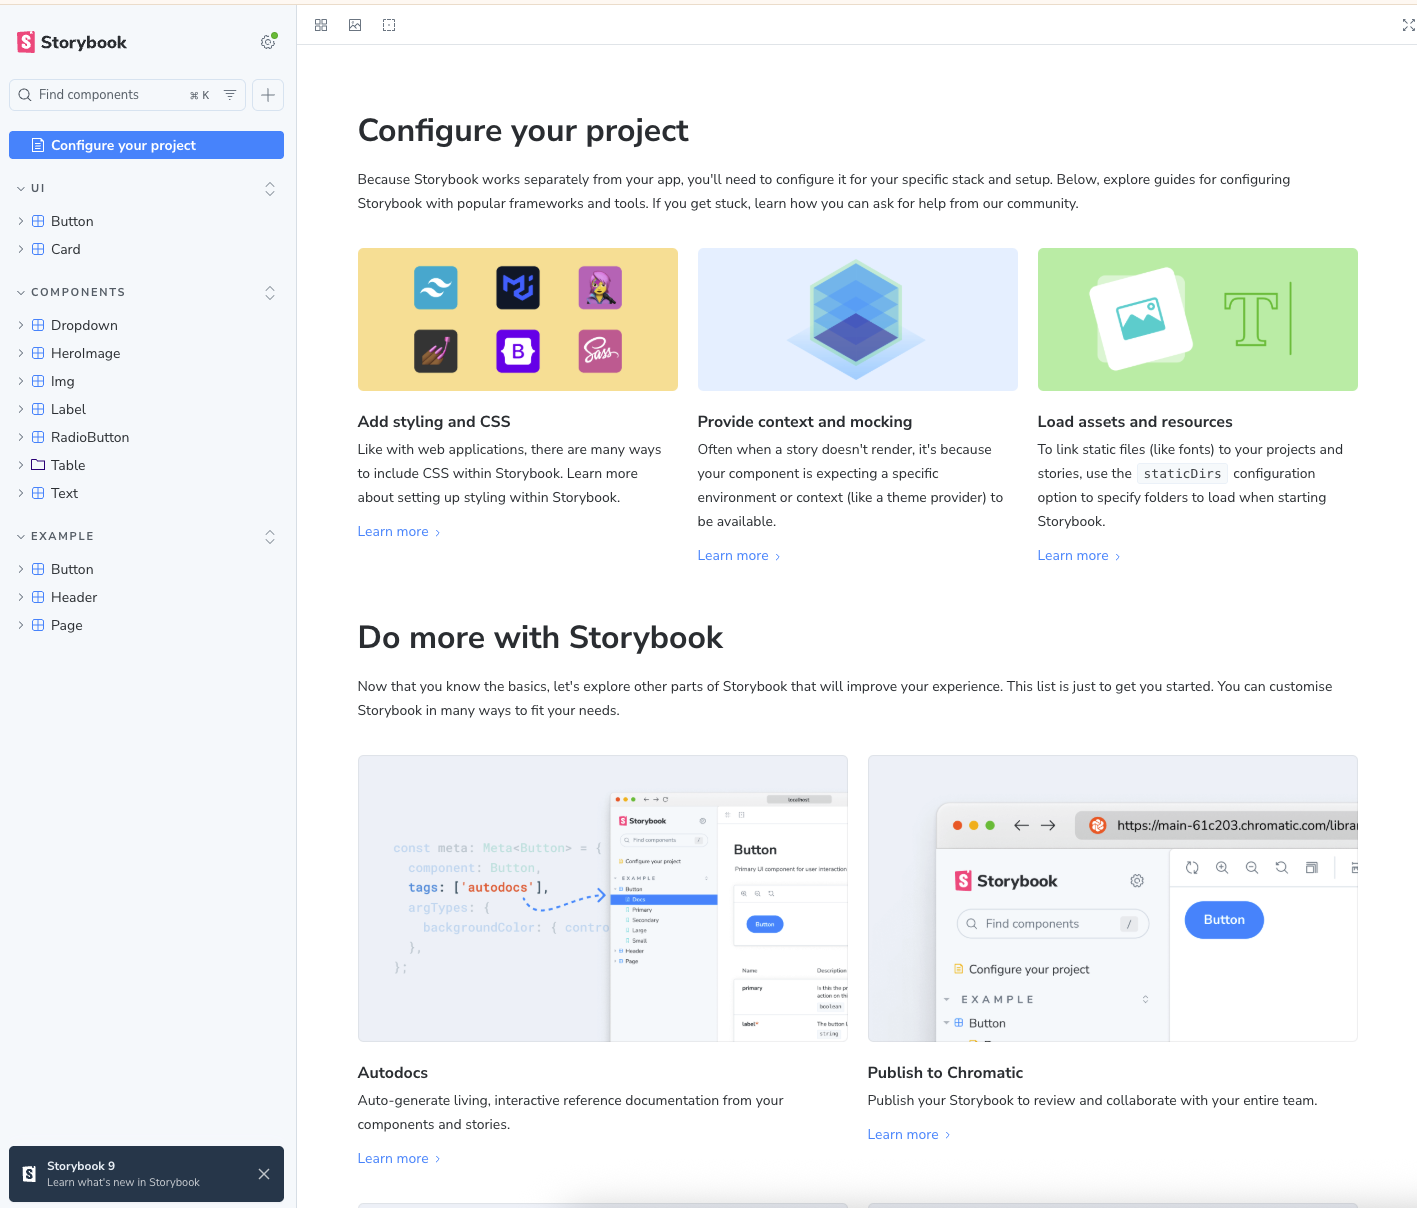 Storybook
Find components
⌘ K
Configure your project
UI
Button
Card
COMPONENTS
Dropdown
HeroImage
Img
Label
RadioButton
Table
Text
EXAMPLE
Button
Header
Page
Storybook 9
Learn what's new in Storybook
Configure your project
Because Storybook works separately from your app, you'll need to configure it for your specific stack and setup. Below, explore guides for configuring
Storybook with popular frameworks and tools. If you get stuck, learn how you can ask for help from our community.
B
Sass
T
Add styling and CSS
Like with web applications, there are many ways
to include CSS within Storybook. Learn more
about setting up styling within Storybook.
Learn more
Provide context and mocking
Often when a story doesn't render, it's because
your component is expecting a specific
environment or context (like a theme provider) to
be available.
Learn more
Load assets and resources
To link static files (like fonts) to your projects and
stories, use the staticDirs configuration
option to specify folders to load when starting
Storybook.
Learn more
Do more with Storybook
Now that you know the basics, let's explore other parts of Storybook that will improve your experience. This list is just to get you started. You can customise
Storybook in many ways to fit your needs.
const meta: Meta<Button> = {
component: Button,
tags: ['autodocs'],
argTypes: {
backgroundColor: { contro
},
};
localhost
Storybook
Find components
/
Configure your project
EXAMPLE
Button
Docs
Primary
Secondary
Large
Small
Header
Page
Button
Primary UI component for user interaction
Button
Name
Description
primary
Is this the pr
action on th
boolean
label*
The button l
string
https://main-61c203.chromatic.com/librar
Storybook
Find components
/
Configure your project
EXAMPLE
Button
Button
Autodocs
Auto-generate living, interactive reference documentation from your
components and stories.
Learn more
Publish to Chromatic
Publish your Storybook to review and collaborate with your entire team.
Learn more